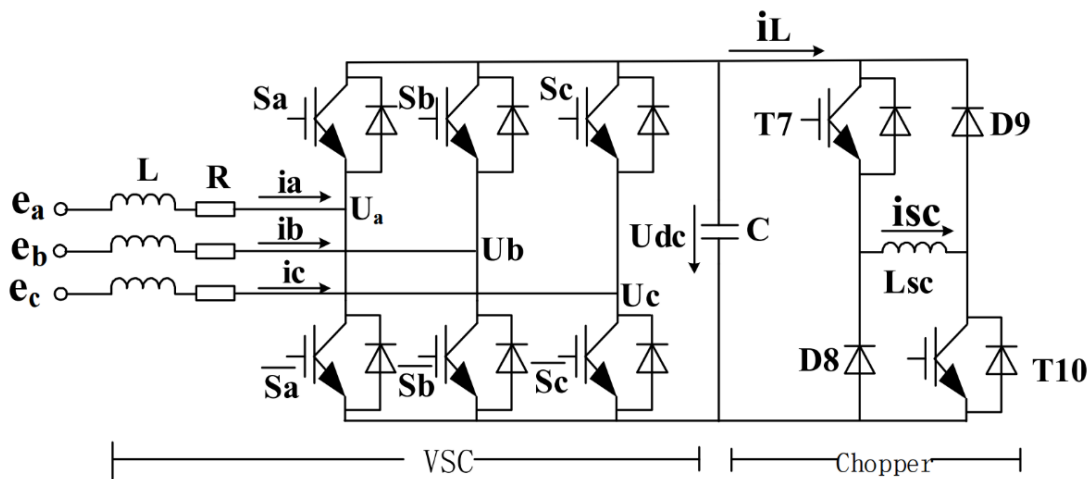 iL
Sa
Sb
Sc
T7
D9
L
R
ea
ia
Ua
eb
ib
Ub
ec
ic
Uc
Udc
C
isc
Lsc
Sa
Sb
Sc
D8
T10
VSC
Chopper